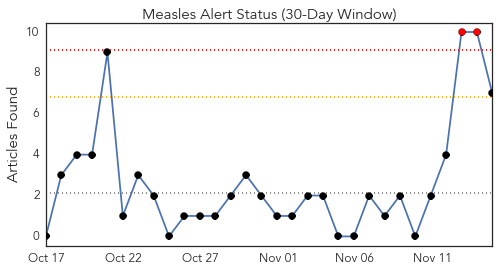 Measles Alert Status (30-Day Window)
Articles Found
10
8
6
4
2
0
Oct 17 Oct 22 Oct 27 Nov 01 Nov 06 Nov 11